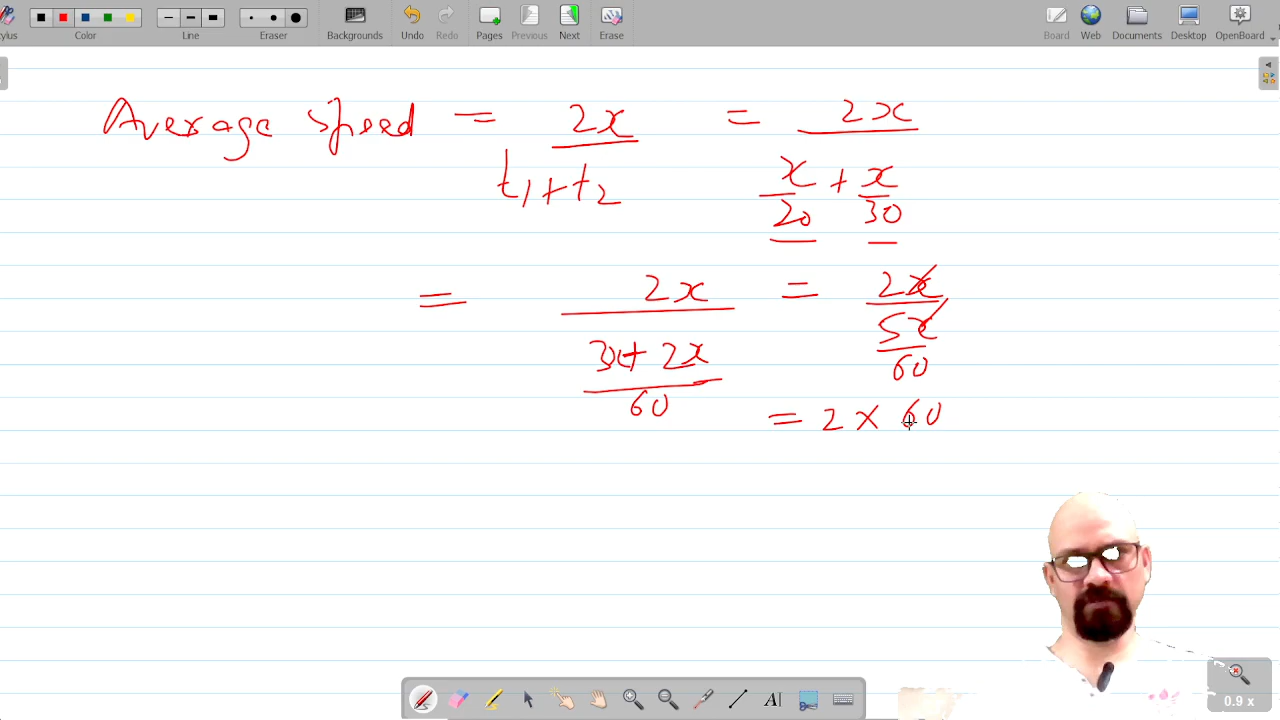 Stylus Color Line Eraser Backgrounds Undo Redo Pages Previous Next Erase Board Web Documents Desktop OpenBoard
Average Speed = 2x / t1 + t2 = 2x / x/20 + x/30
= 2x / 3x + 2x / 60 = 2x / 5x / 60
= 2 x 60
0.9 x